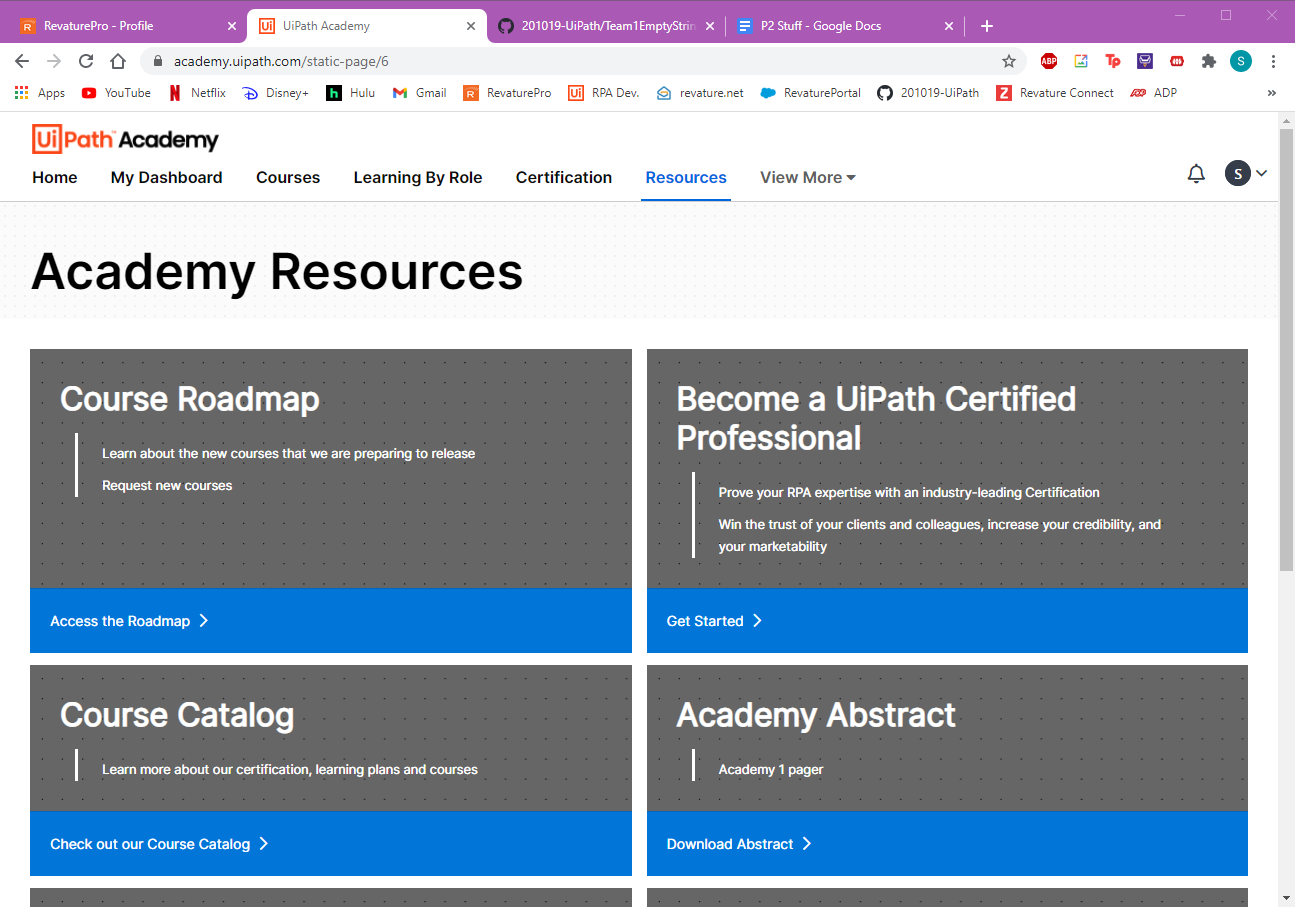 RevaturePro - Profile
UiPath Academy
201019-UiPath/Team1EmptyStrin
P2 Stuff - Google Docs
academy.uipath.com/static-page/6
ABP
Tp
S
Apps
YouTube
Netflix
Disney+
Hulu
Gmail
RevaturePro
RPA Dev.
revature.net
RevaturePortal
201019-UiPath
Revature Connect
ADP
UiPath Academy
Home
My Dashboard
Courses
Learning By Role
Certification
Resources
View More
S
Academy Resources
Course Roadmap
Learn about the new courses that we are preparing to release
Request new courses
Access the Roadmap
Become a UiPath Certified
Professional
Prove your RPA expertise with an industry-leading Certification
Win the trust of your clients and colleagues, increase your credibility, and
your marketability
Get Started
Course Catalog
Learn more about our certification, learning plans and courses
Check out our Course Catalog
Academy Abstract
Academy 1 pager
Download Abstract